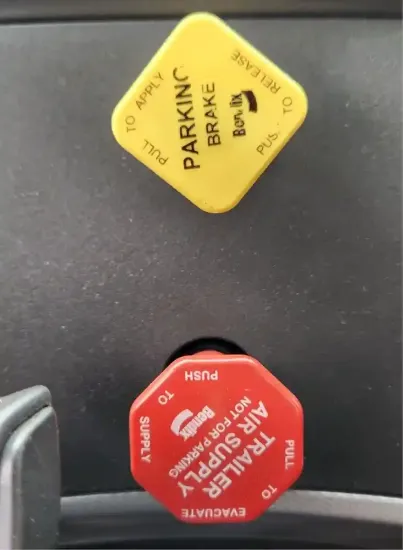 PULL TO APPLY
PARKING
BRAKE
Bendix
PUS. TO RELEASE
PUSH TO SUPPLY
Bendix
TRAILER
AIR SUPPLY
NOT FOR PARKING
PULL TO EVACUATE